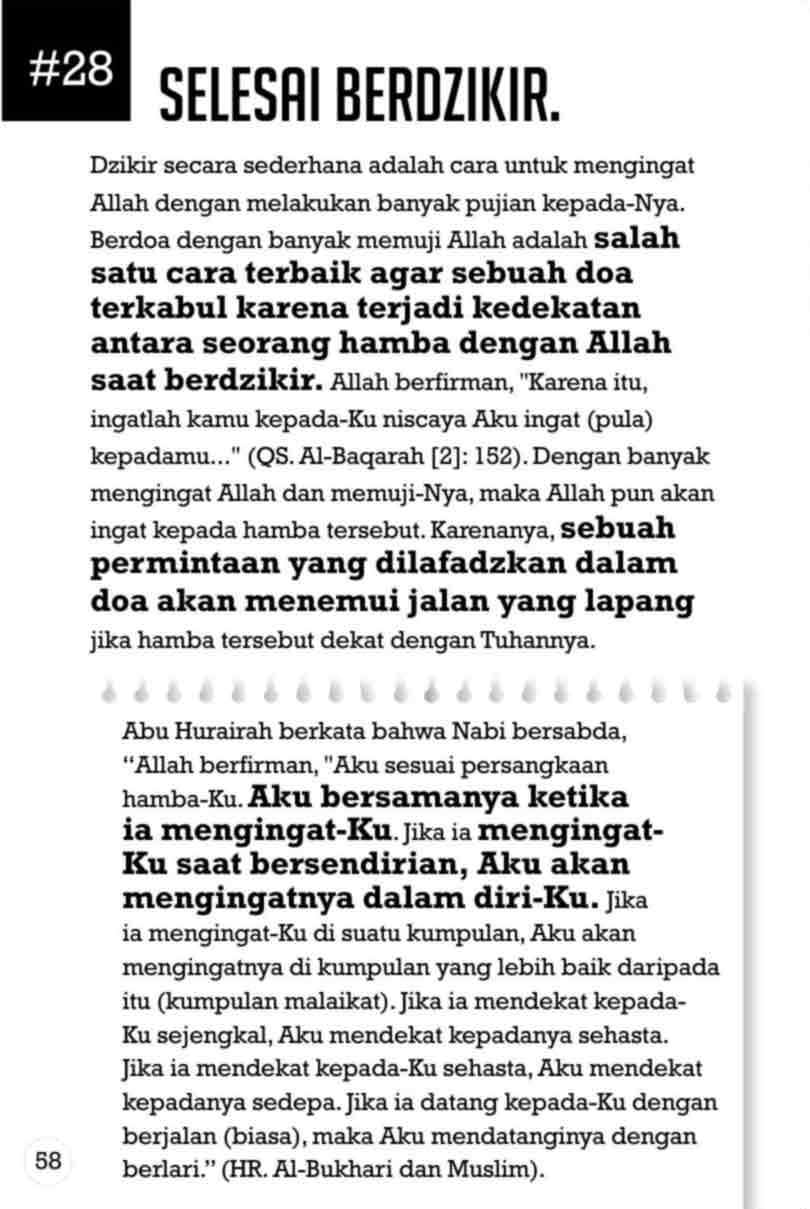 #28
SELESAI BERDZIKIR.
Dzikir secara sederhana adalah cara untuk mengingat
Allah dengan melakukan banyak pujian kepada-Nya.
Berdoa dengan banyak memuji Allah adalah salah
satu cara terbaik agar sebuah doa
terkabul karena terjadi kedekatan
antara seorang hamba dengan Allah
saat berdzikir. Allah berfirman, "Karena itu,
ingatlah kamu kepada-Ku niscaya Aku ingat (pula)
kepadamu..." (QS. Al-Baqarah [2]: 152). Dengan banyak
mengingat Allah dan memuji-Nya, maka Allah pun akan
ingat kepada hamba tersebut. Karenanya, sebuah
permintaan yang dilafadzkan dalam
doa akan menemui jalan yang lapang
jika hamba tersebut dekat dengan Tuhannya.
Abu Hurairah berkata bahwa Nabi bersabda,
“Allah berfirman, "Aku sesuai persangkaan
hamba-Ku. Aku bersamanya ketika
ia mengingat-Ku. Jika ia mengingat-
Ku saat bersendirian, Aku akan
mengingatnya dalam diri-Ku. Jika
ia mengingat-Ku di suatu kumpulan, Aku akan
mengingatnya di kumpulan yang lebih baik daripada
itu (kumpulan malaikat). Jika ia mendekat kepada-
Ku sejengkal, Aku mendekat kepadanya sehasta.
Jika ia mendekat kepada-Ku sehasta, Aku mendekat
kepadanya sedepa. Jika ia datang kepada-Ku dengan
berjalan (biasa), maka Aku mendatanginya dengan
berlari.” (HR. Al-Bukhari dan Muslim).
58